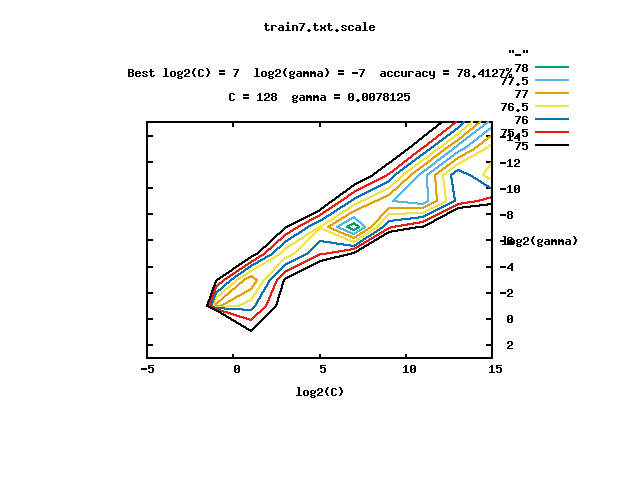 train7.txt.scale
"-"
Best log2(C) = 7  log2(gamma) = -7  accuracy = 78.4127%
78
77.5
C = 128  gamma = 0.0078125
77
76.5
76
75.5
-14
75
-12
-10
-8
-6
log2(gamma)
-4
-2
0
2
-5 0 5 10 15
log2(C)